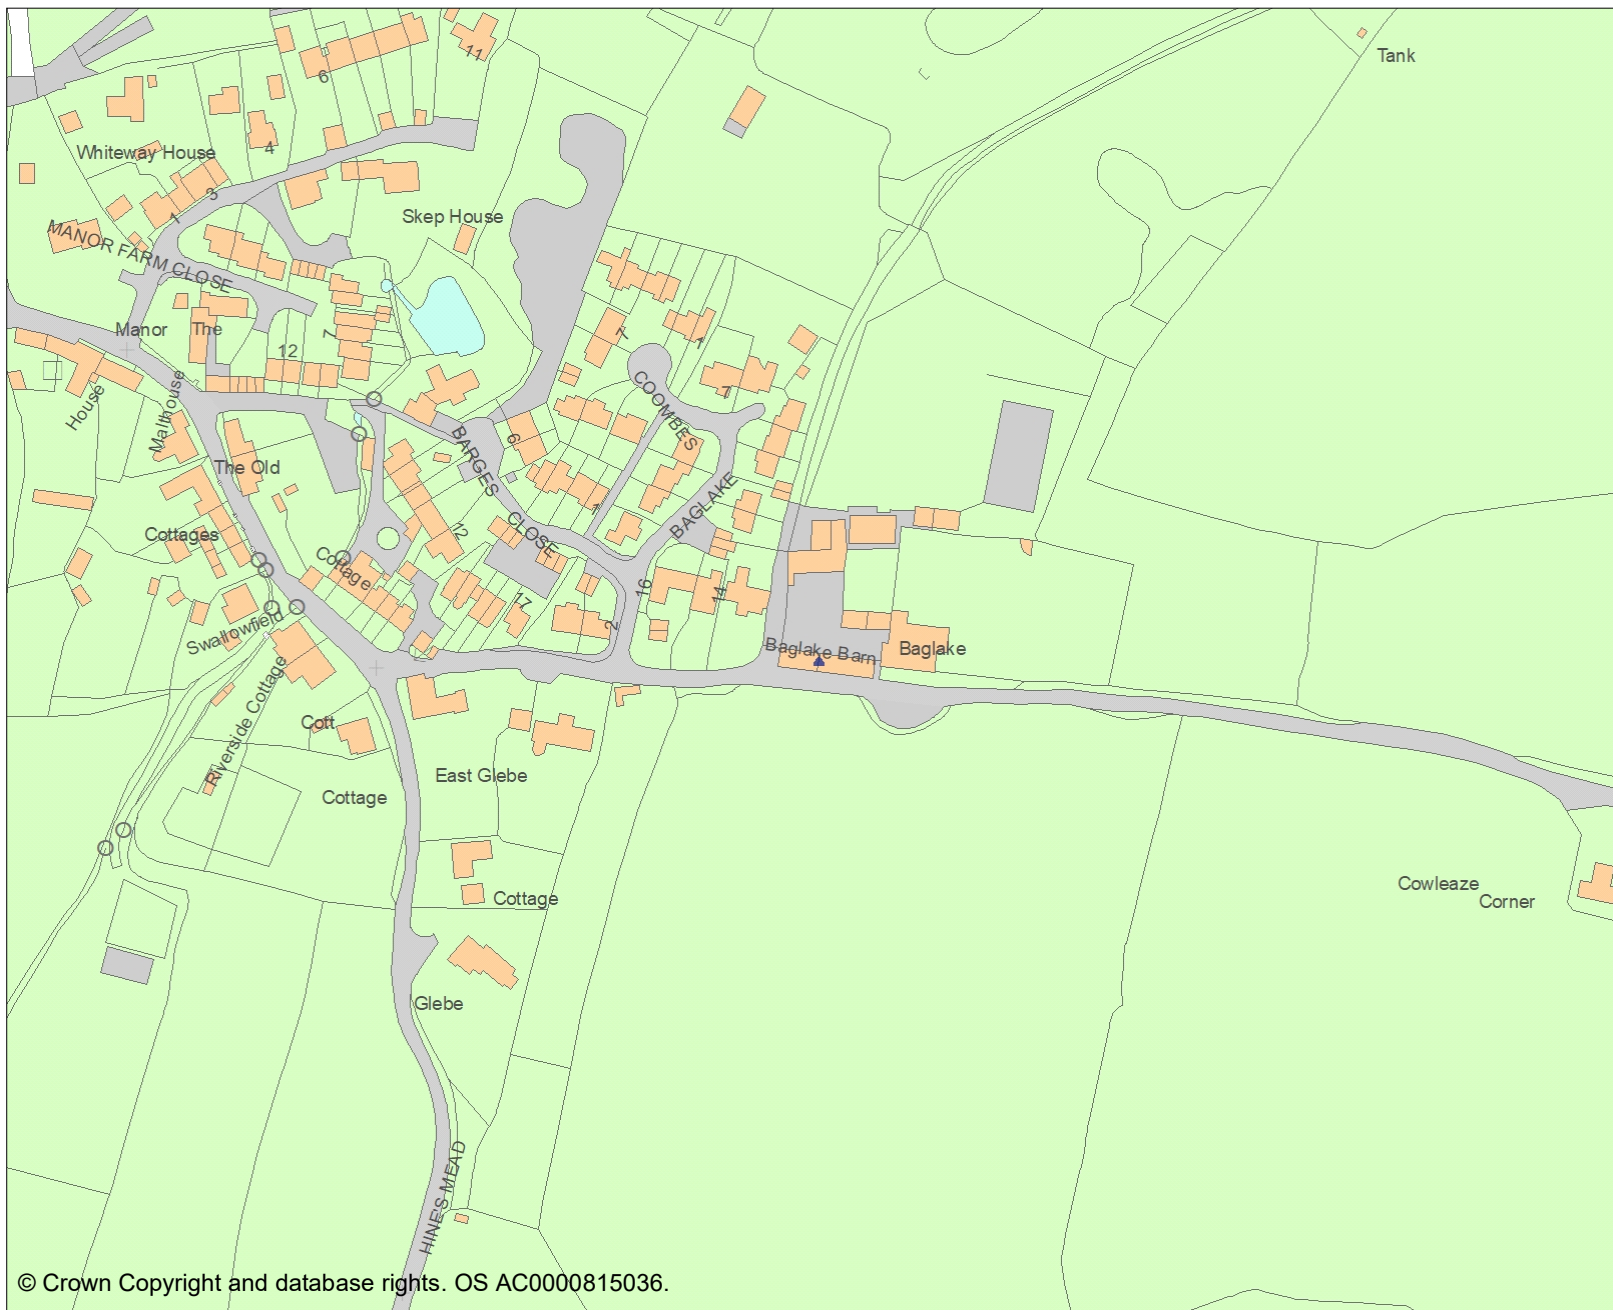 Tank
11
6
4
Whiteway House
3
1
Skep House
MANOR FARM CLOSE
Manor
The
7
12
7
1
House
Malthouse
COOMBES
7
6
BARGES
The Old
BAGLAKE
1
Cottages
12
CLOSE
Cottage
16
14
17
2
Swallowfield
Baglake Barn
Baglake
Riverside Cottage
Cott
East Glebe
Cottage
Cowleaze
Corner
Cottage
Glebe
HINE'S MEAD
© Crown Copyright and database rights. OS AC0000815036.